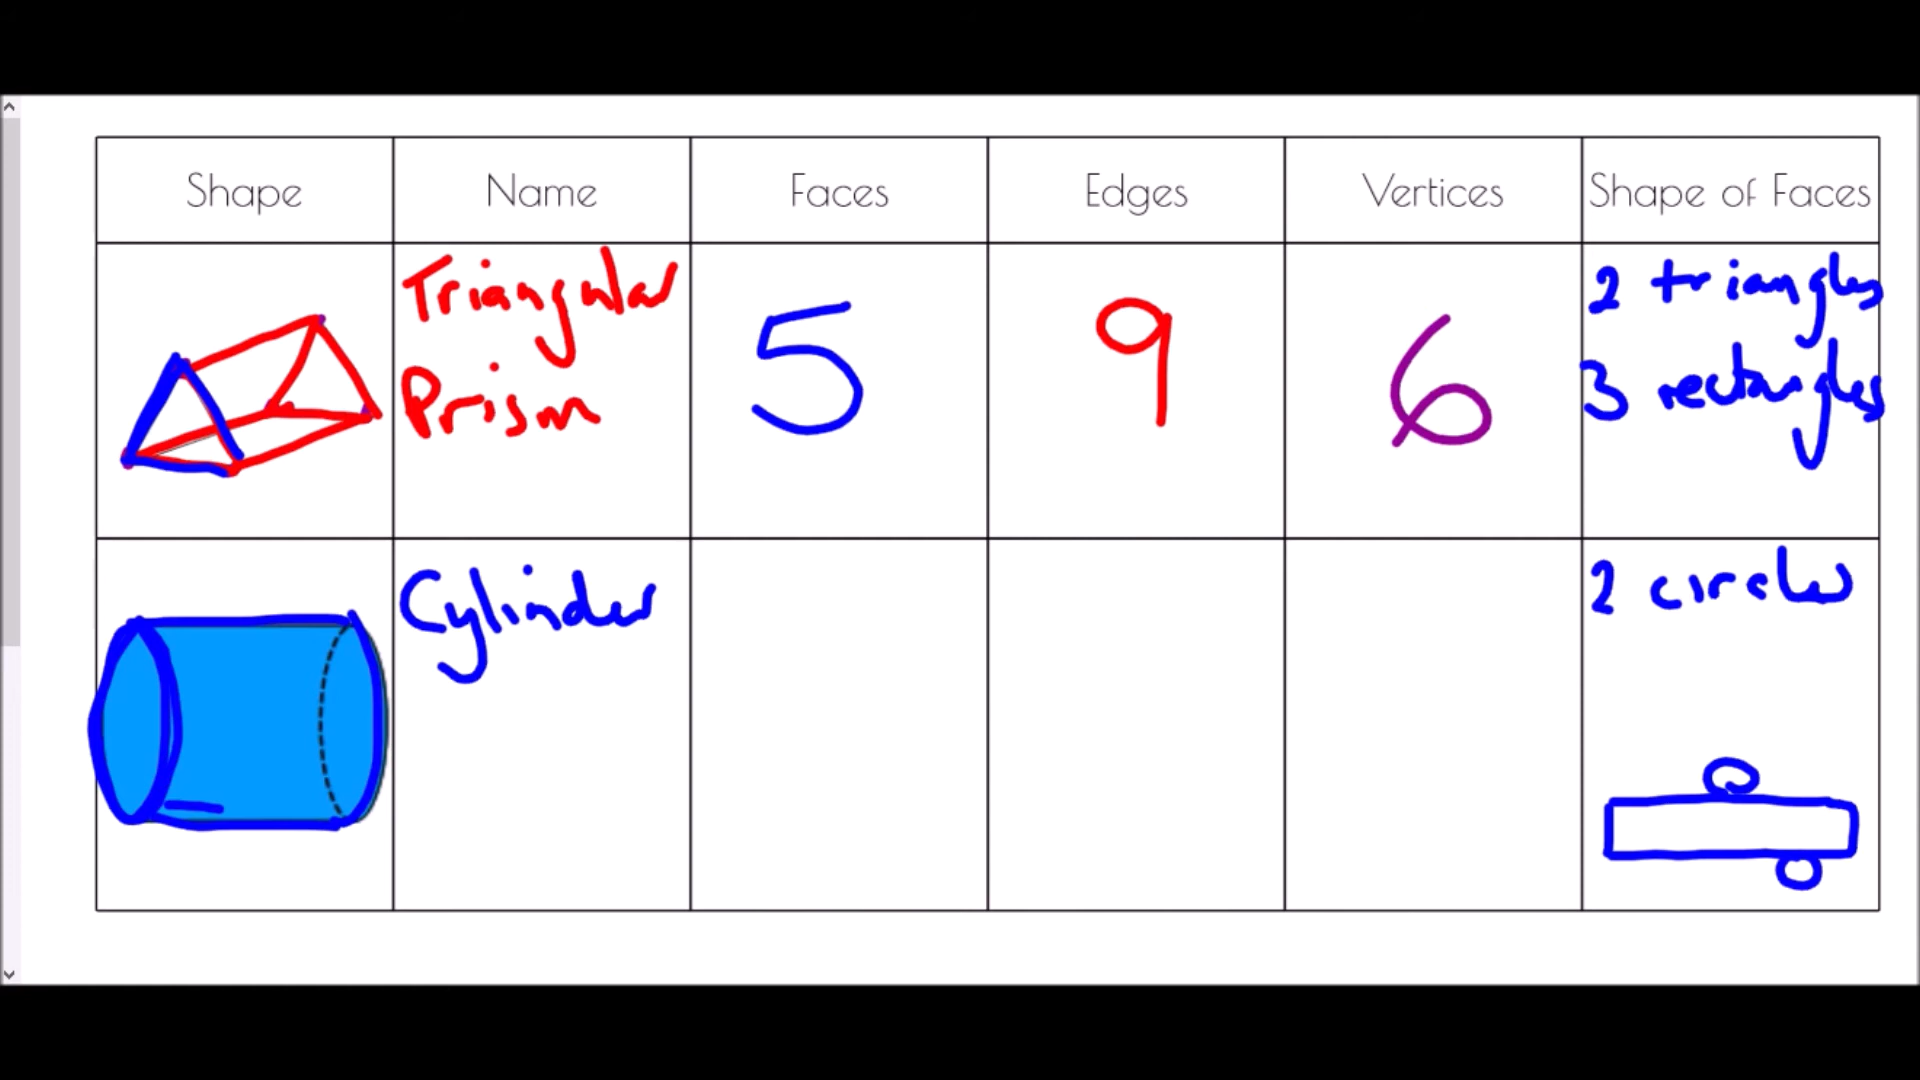 Shape Name Faces Edges Vertices Shape of Faces
Triangular
Prism
5
9
6
2 triangles
3 rectangles
Cylinder
2 circles